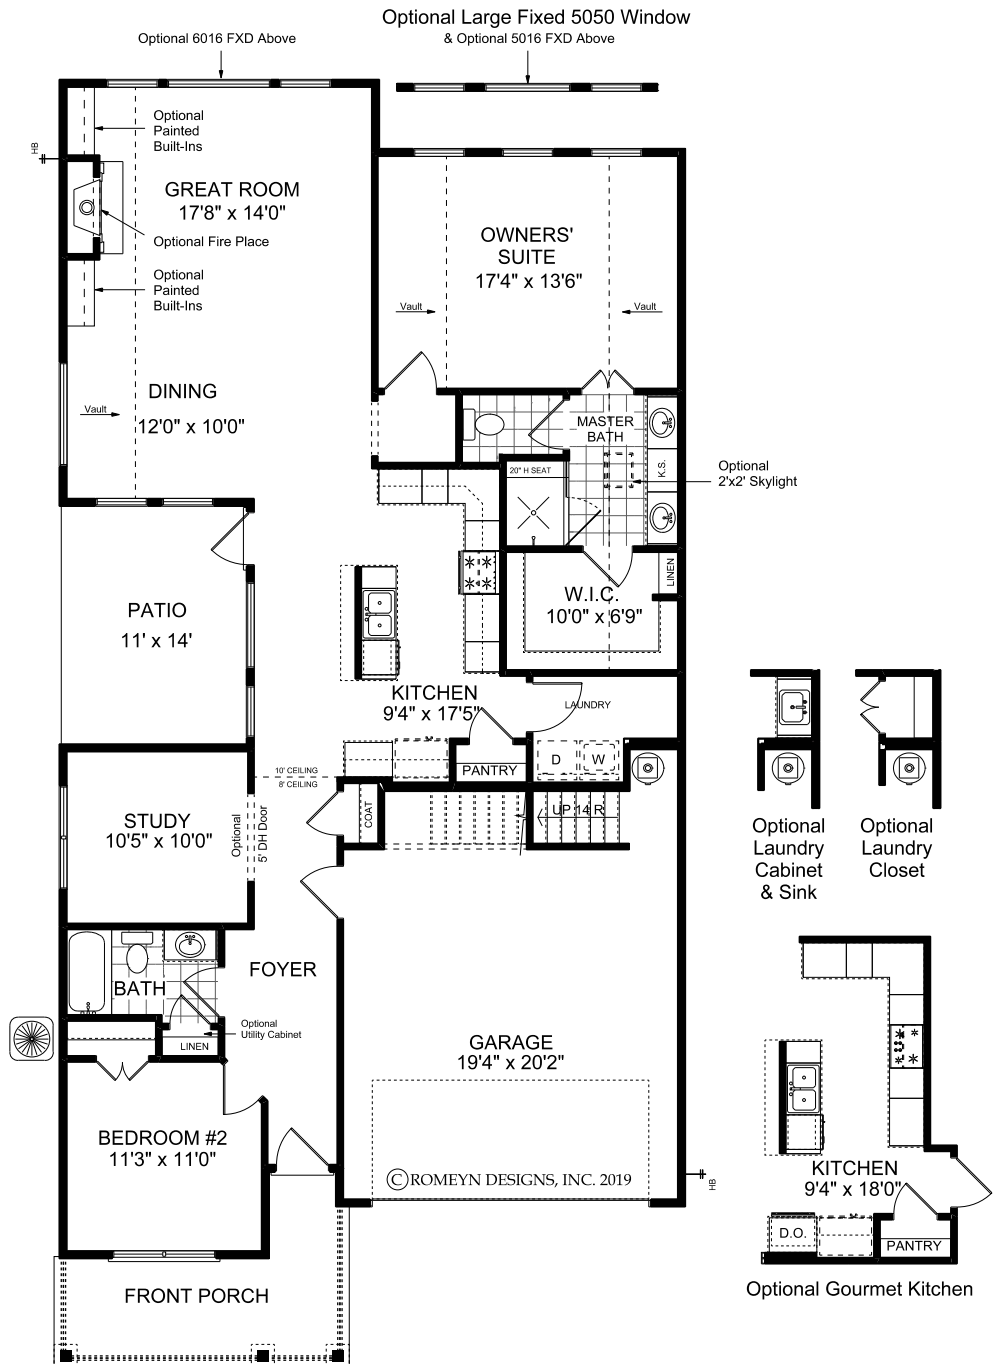 Optional Large Fixed 5050 Window
Optional 6016 FXD Above
& Optional 5016 FXD Above
Optional
Painted
Built-Ins
HB
GREAT ROOM
17'8" x 14'0"
Optional Fire Place
OWNERS'
SUITE
17'4" x 13'6"
Optional
Painted
Built-Ins
Vault
Vault
DINING
12'0" x 10'0"
Vault
MASTER
BATH
20" H SEAT
K.S.
Optional
2'x2' Skylight
LINEN
W.I.C.
10'0" x 6'9"
PATIO
11' x 14'
KITCHEN
9'4" x 17'5"
LAUNDRY
D
W
PANTRY
10' CEILING
8' CEILING
COAT
UP 14 R
STUDY
10'5" x 10'0"
Optional
5' DH Door
Optional
Laundry
Cabinet
& Sink
Optional
Laundry
Closet
FOYER
BATH
Optional
Utility Cabinet
LINEN
GARAGE
19'4" x 20'2"
BEDROOM #2
11'3" x 11'0"
© ROMEYN DESIGNS, INC. 2019
HB
KITCHEN
9'4" x 18'0"
D.O.
PANTRY
Optional Gourmet Kitchen
FRONT PORCH